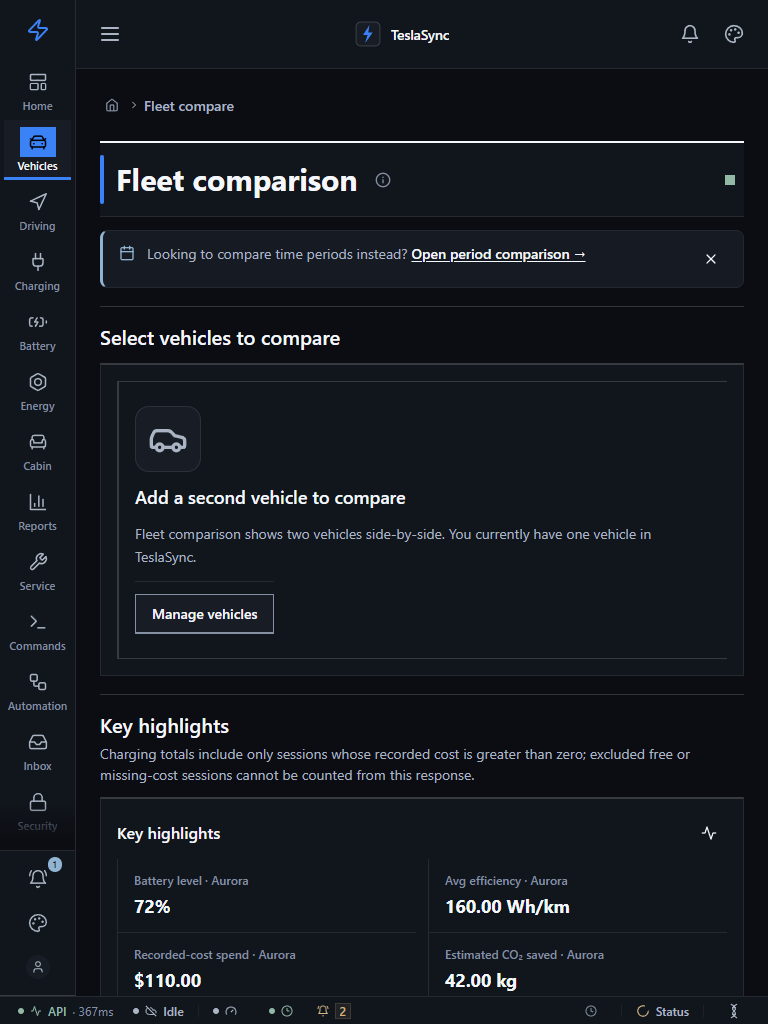 TeslaSync
Home
Vehicles
Driving
Charging
Battery
Energy
Cabin
Reports
Service
Commands
Automation
Inbox
Security
1
Fleet compare
Fleet comparison
Looking to compare time periods instead? Open period comparison →
Select vehicles to compare
Add a second vehicle to compare
Fleet comparison shows two vehicles side-by-side. You currently have one vehicle in
TeslaSync.
Manage vehicles
Key highlights
Charging totals include only sessions whose recorded cost is greater than zero; excluded free or
missing-cost sessions cannot be counted from this response.
Key highlights
Battery level · Aurora
72%
Avg efficiency · Aurora
160.00 Wh/km
Recorded-cost spend · Aurora
$110.00
Estimated CO₂ saved · Aurora
42.00 kg
API · 367ms
Idle
2
Status